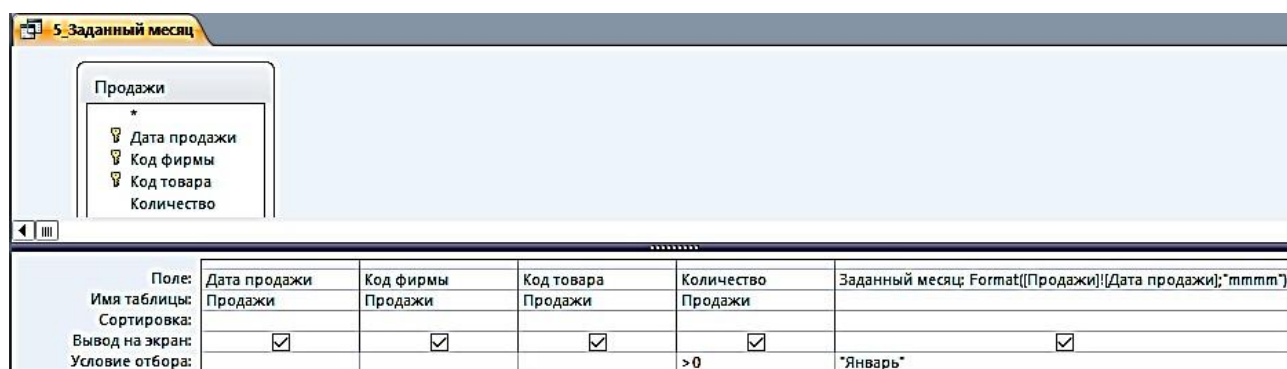 5_Заданный месяц
Продажи
*
Дата продажи
Код фирмы
Код товара
Количество
Поле: Дата продажи Код фирмы Код товара Количество Заданный месяц: Format([Продажи]![Дата продажи];"mmmm")
Имя таблицы: Продажи Продажи Продажи Продажи
Сортировка:
Вывод на экран:
Условие отбора: >0 "Январь"